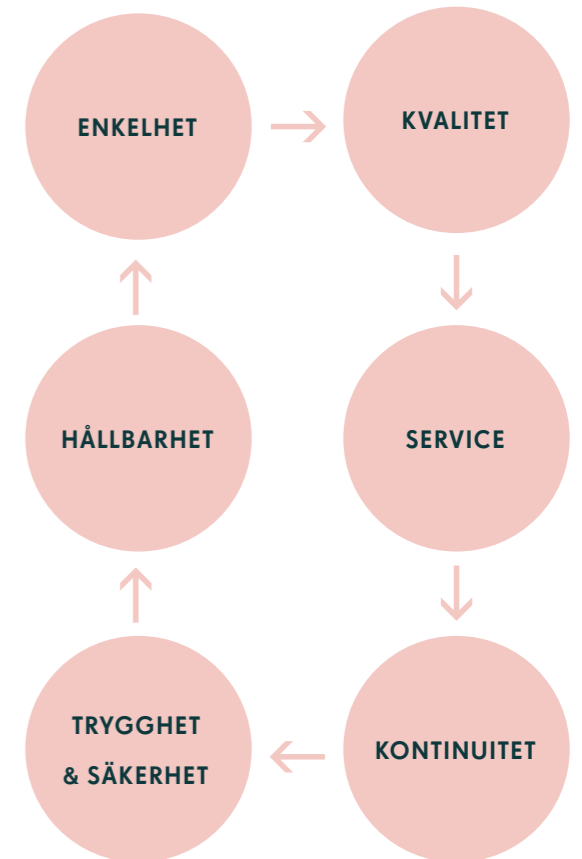 ENKELHET
KVALITET
HÅLLBARHET
SERVICE
TRYGGHET
& SÄKERHET
KONTINUITET